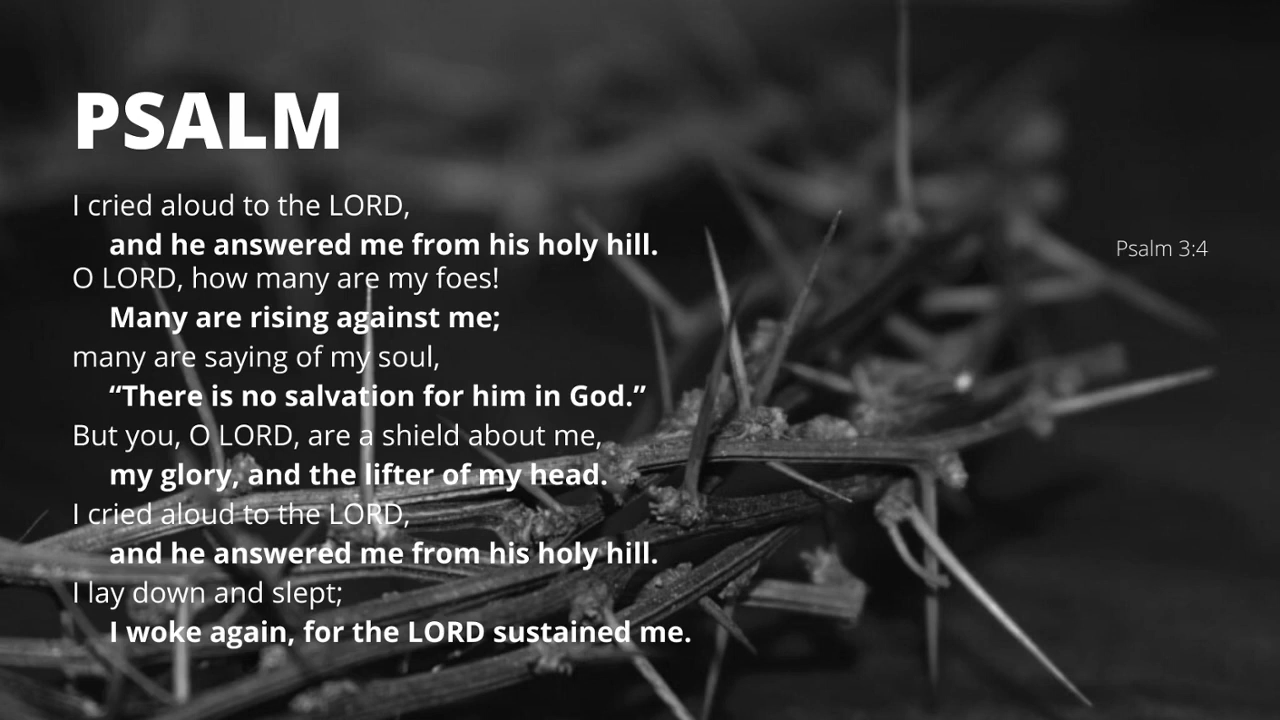 PSALM
I cried aloud to the LORD,
and he answered me from his holy hill.
Psalm 3:4
O LORD, how many are my foes!
Many are rising against me;
many are saying of my soul,
“There is no salvation for him in God.”
But you, O LORD, are a shield about me,
my glory, and the lifter of my head.
I cried aloud to the LORD,
and he answered me from his holy hill.
I lay down and slept;
I woke again, for the LORD sustained me.